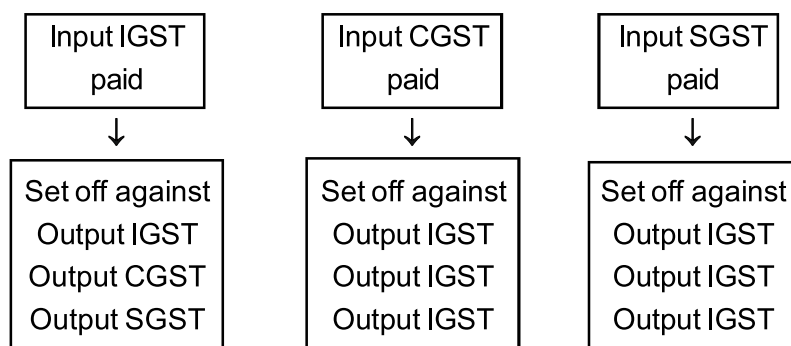 Input IGST
paid
Input CGST
paid
Input SGST
paid
↓
↓
↓
Set off against
Output IGST
Output CGST
Output SGST
Set off against
Output IGST
Output IGST
Output IGST
Set off against
Output IGST
Output IGST
Output IGST